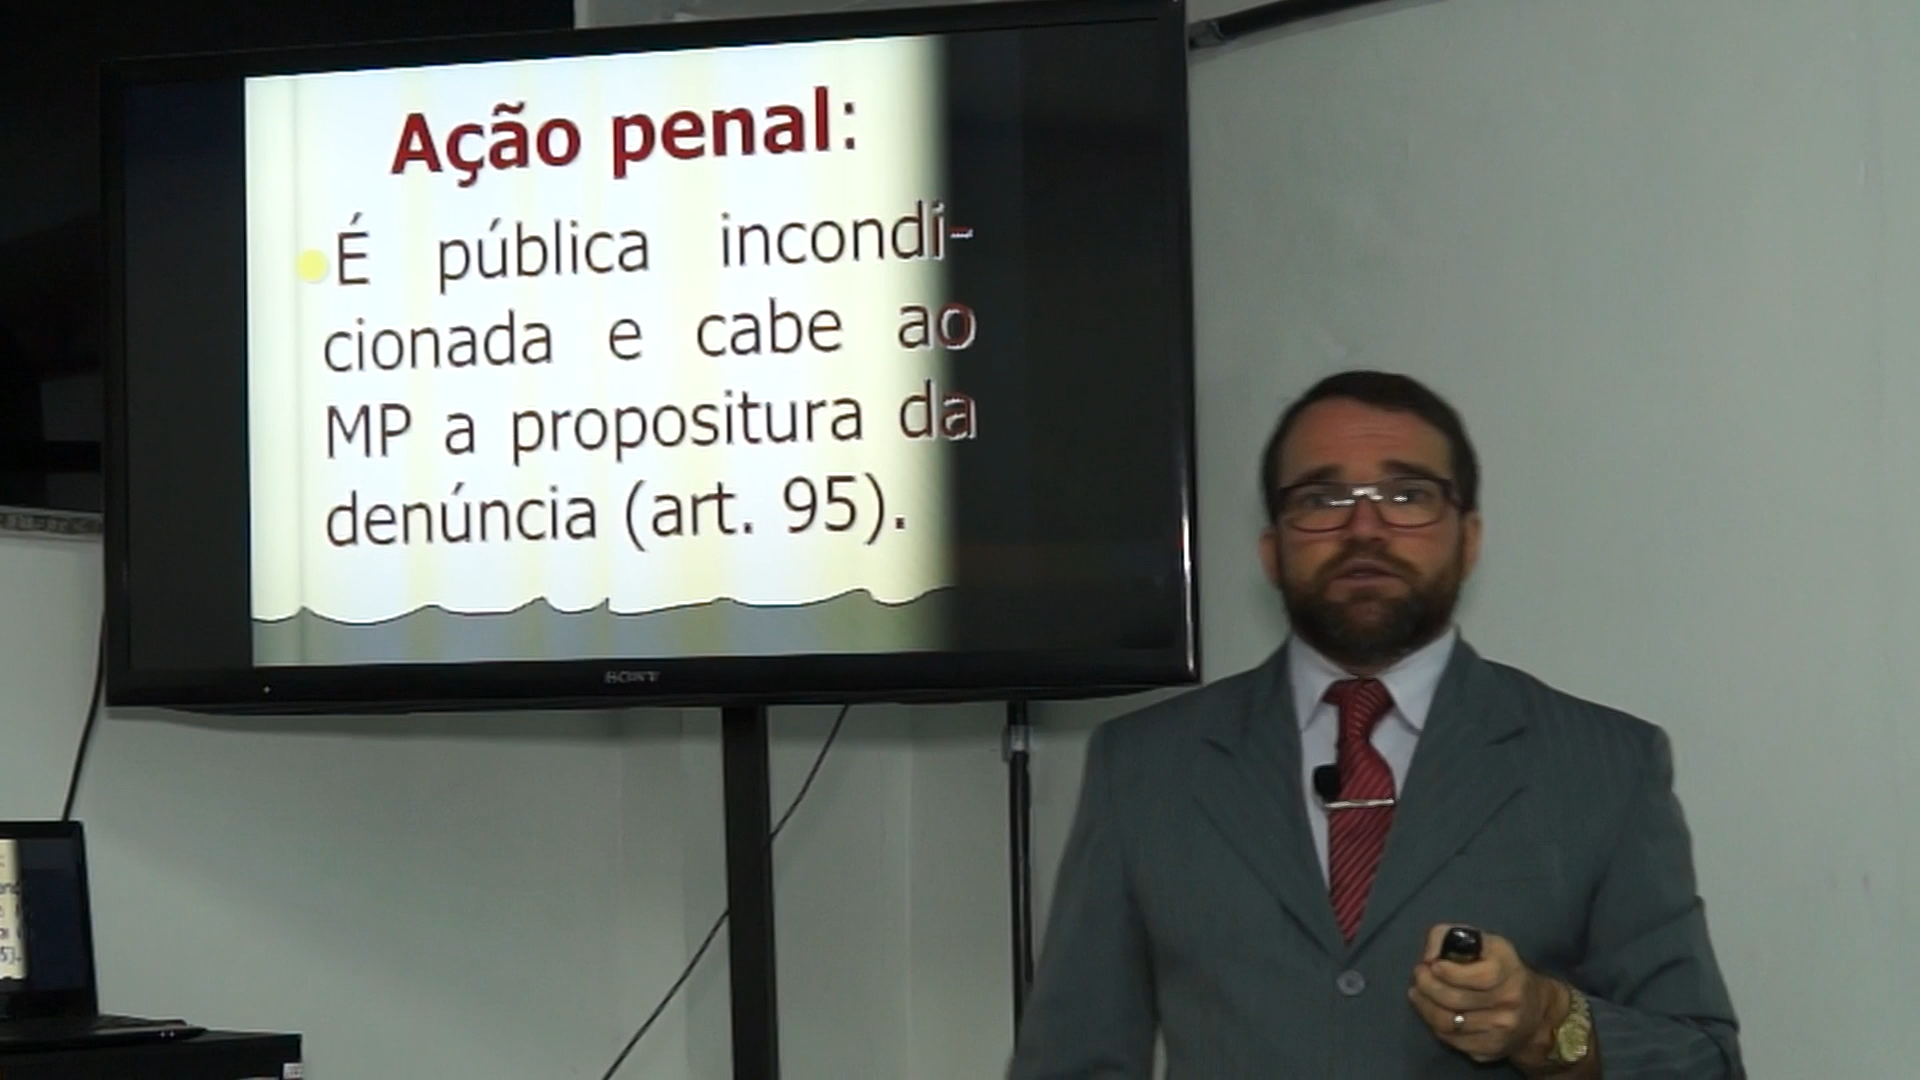 Ação penal:
É pública incondi-
cionada e cabe ao
MP a propositura da
denúncia (art. 95).
SONY